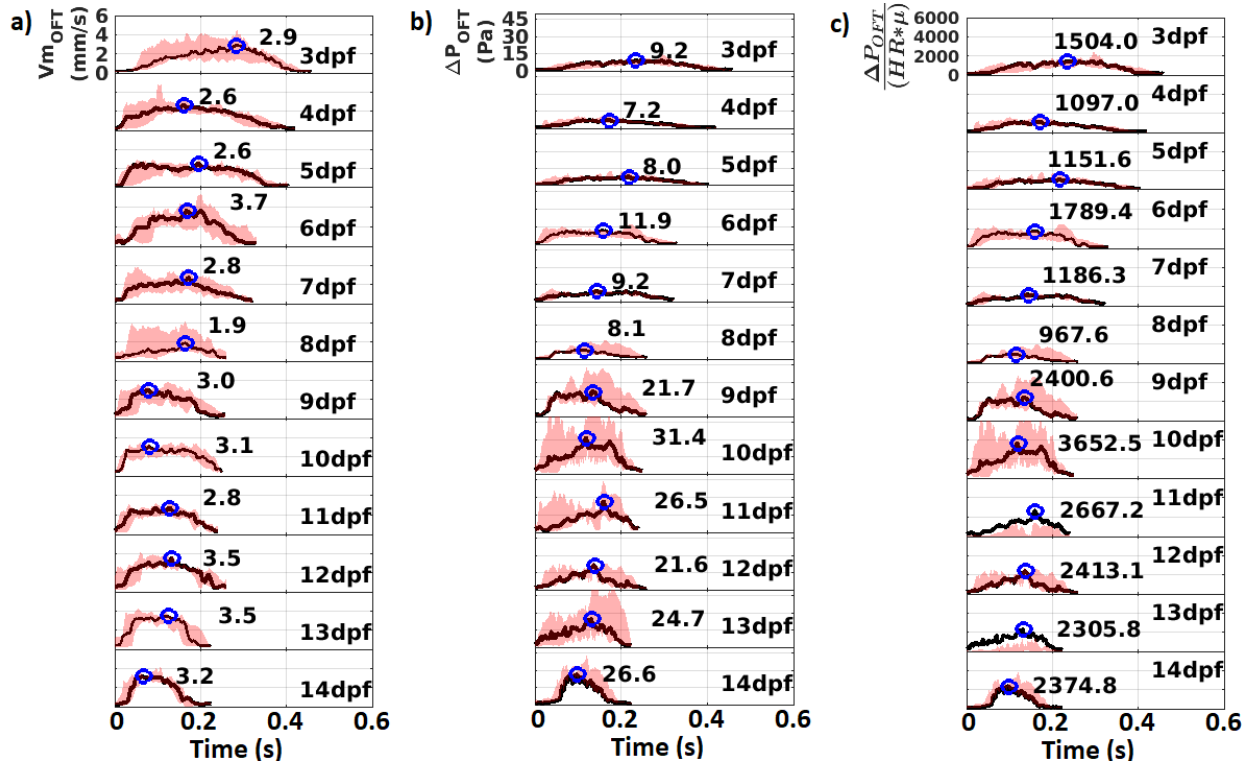 a)
Vm_OFT
(mm/s)
6
4
2
0
2.9
3dpf
2.6
4dpf
2.6
5dpf
3.7
6dpf
2.8
7dpf
1.9
8dpf
3.0
9dpf
3.1
10dpf
2.8
11dpf
3.5
12dpf
3.5
13dpf
3.2
14dpf
0 0.2 0.4 0.6
Time (s)
b)
ΔP_OFT
(Pa)
45
30
15
0
9.2
3dpf
7.2
4dpf
8.0
5dpf
11.9
6dpf
9.2
7dpf
8.1
8dpf
21.7
9dpf
31.4
10dpf
26.5
11dpf
21.6
12dpf
24.7
13dpf
26.6
14dpf
0 0.2 0.4 0.6
Time (s)
c)
ΔP_OFT
(HR*μ)
6000
4000
2000
0
1504.0
3dpf
1097.0
4dpf
1151.6
5dpf
1789.4
6dpf
1186.3
7dpf
967.6
8dpf
2400.6
9dpf
3652.5
10dpf
2667.2
11dpf
2413.1
12dpf
2305.8
13dpf
2374.8
14dpf
0 0.2 0.4 0.6
Time (s)